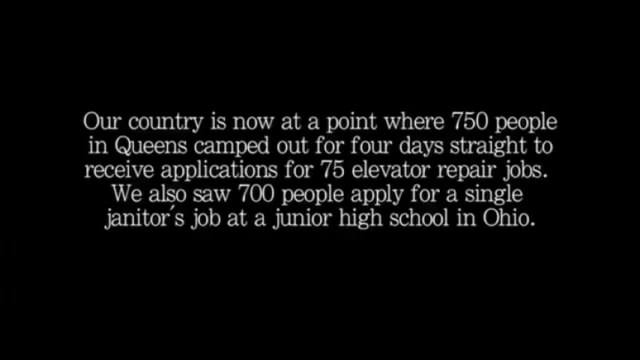 Our country is now at a point where 750 people
in Queens camped out for four days straight to
receive applications for 75 elevator repair jobs.
We also saw 700 people apply for a single
janitor´s job at a junior high school in Ohio.